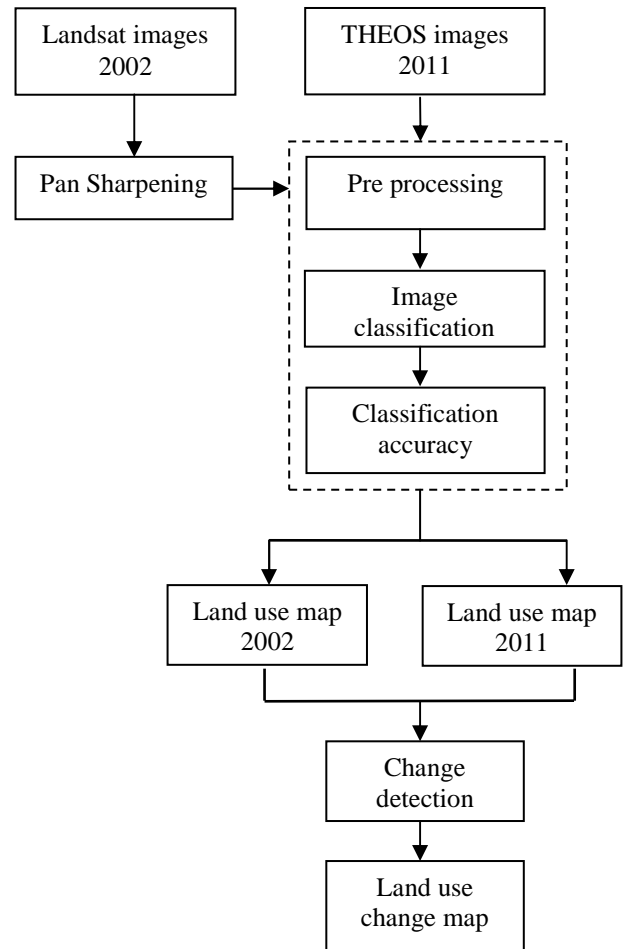 Landsat images
2002
THEOS images
2011
Pan Sharpening
Pre processing
Image
classification
Classification
accuracy
Land use map
2002
Land use map
2011
Change
detection
Land use
change map